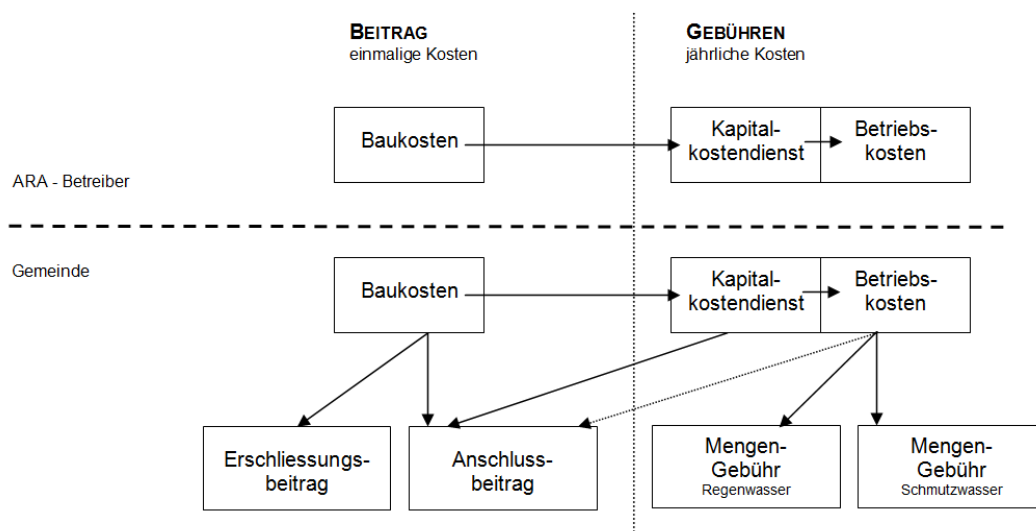 BEITRAG
einmalige Kosten
GEBÜHREN
jährliche Kosten
Baukosten
Kapital-
kostendienst
Betriebs-
kosten
ARA - Betreiber
Gemeinde
Baukosten
Kapital-
kostendienst
Betriebs-
kosten
Erschliessungs-
beitrag
Anschluss-
beitrag
Mengen-
Gebühr
Regenwasser
Mengen-
Gebühr
Schmutzwasser